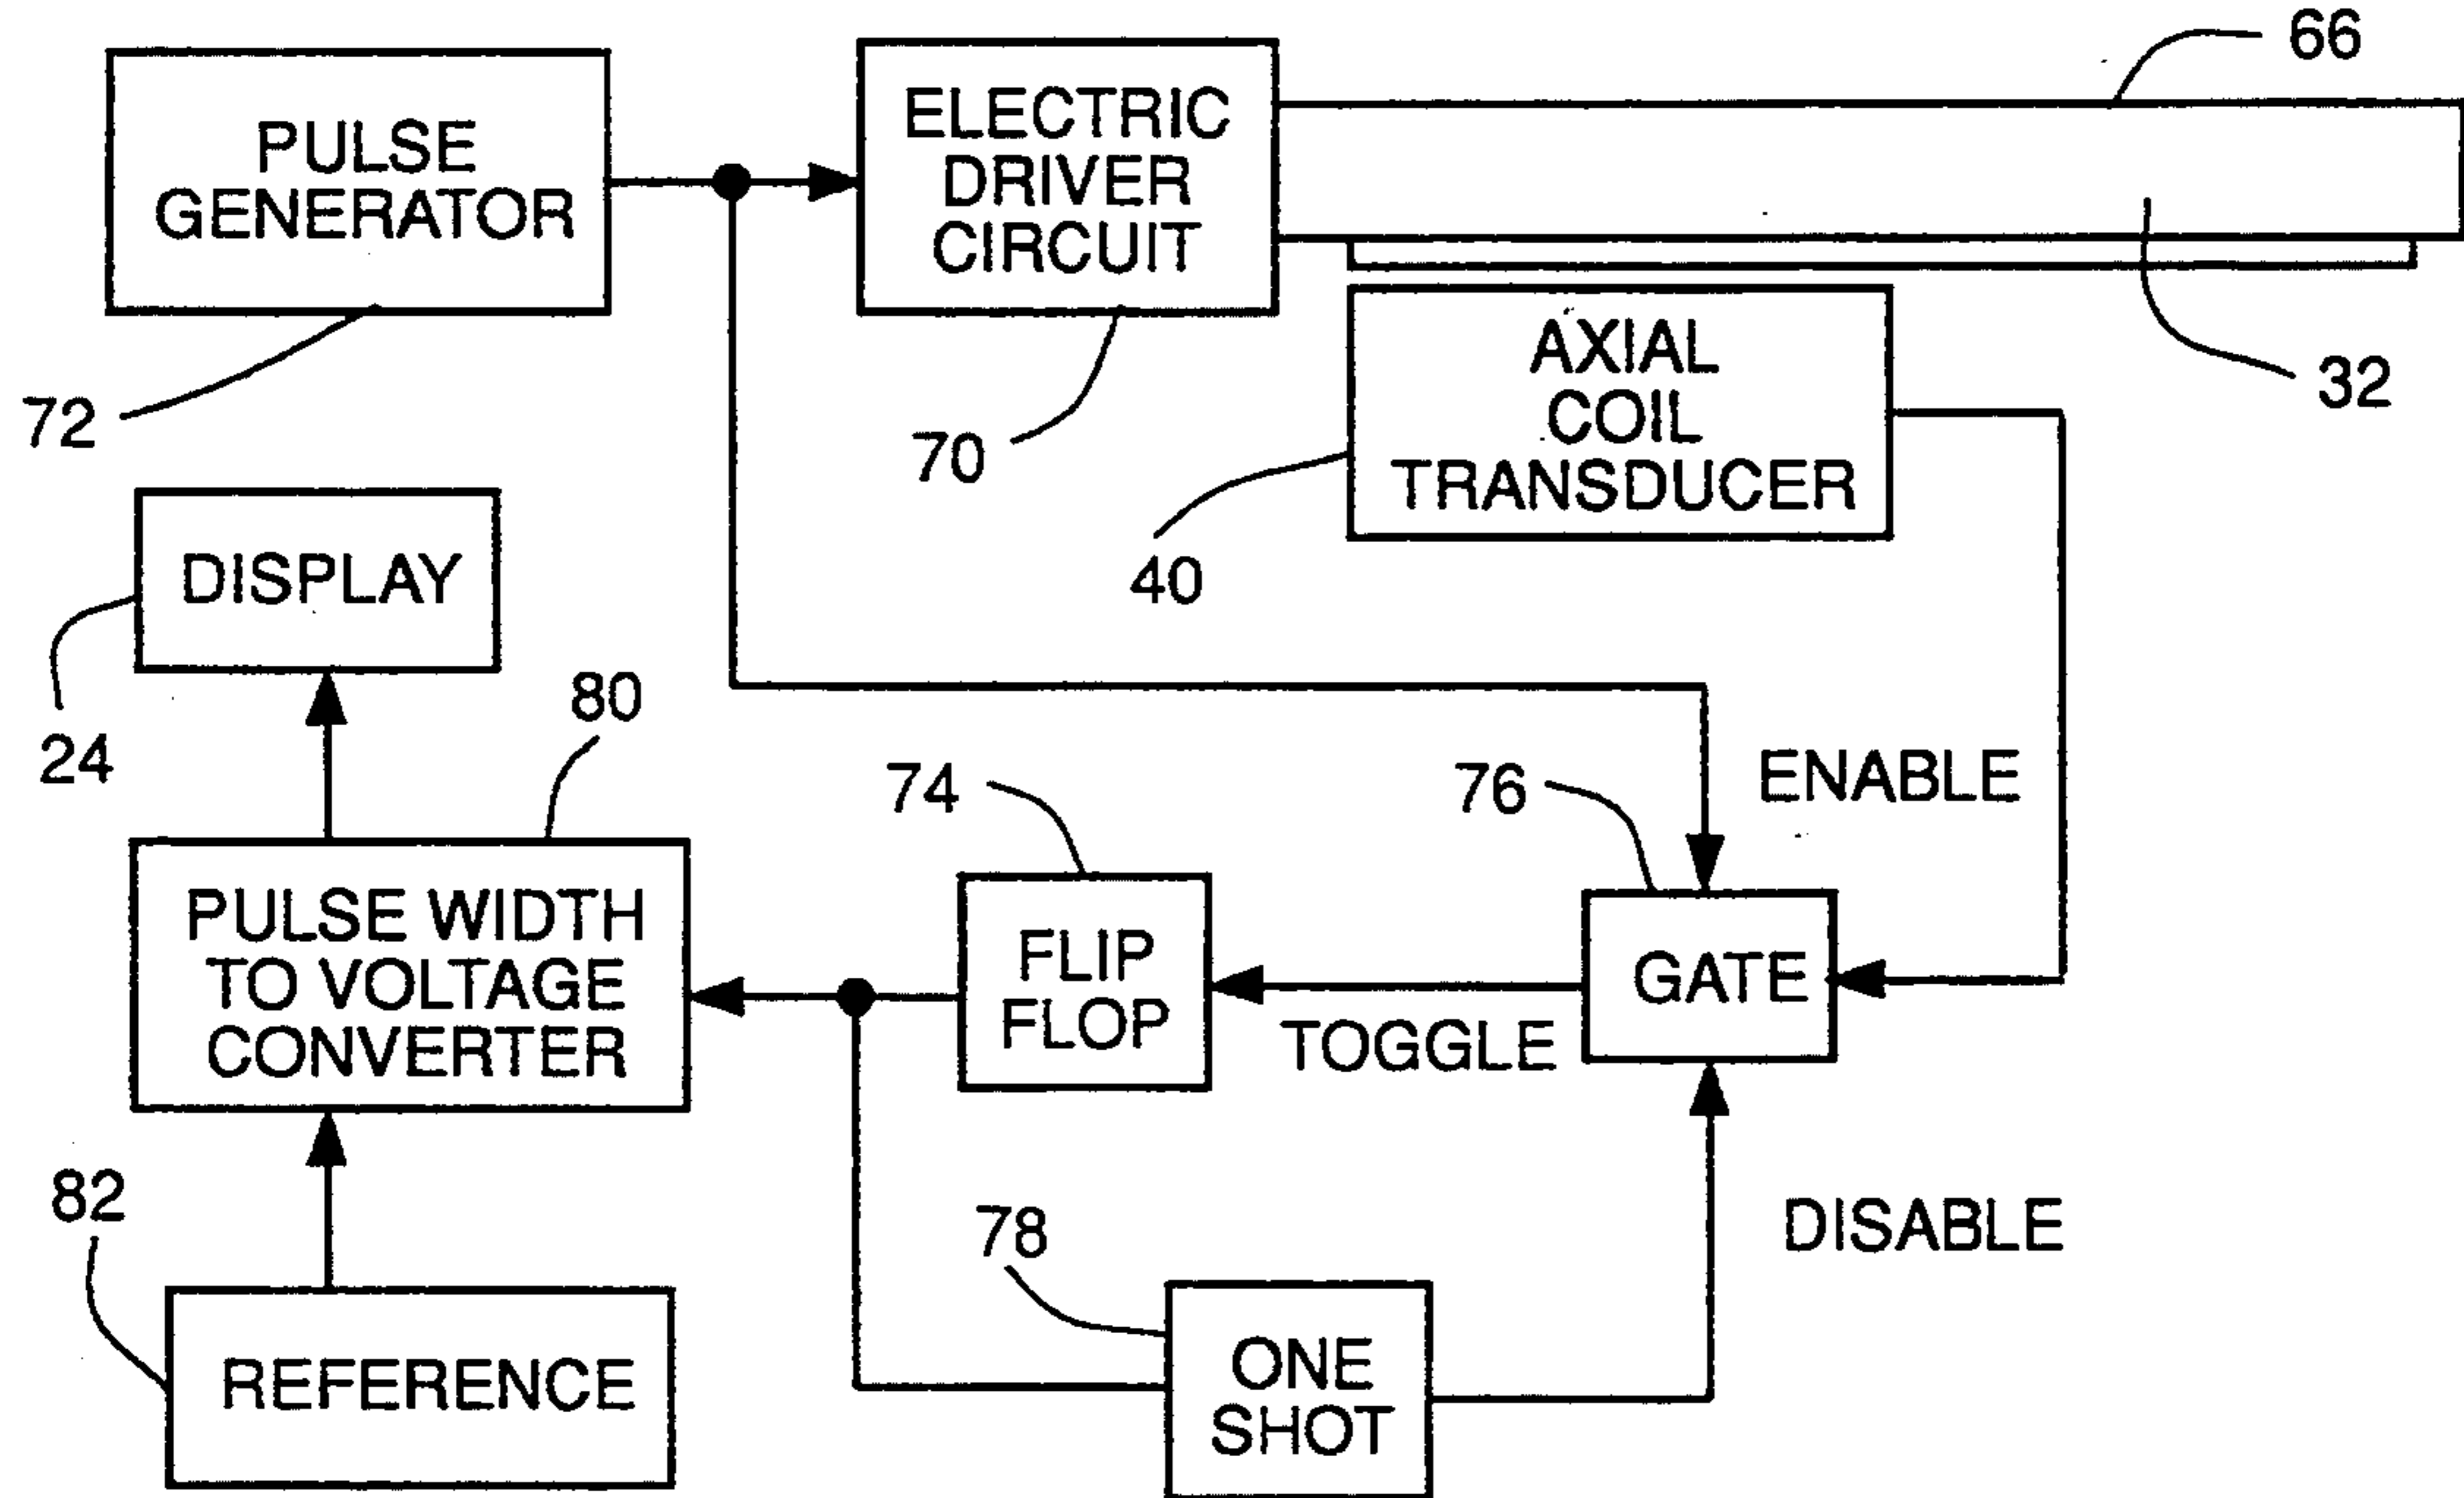 66
PULSE
GENERATOR
ELECTRIC
DRIVER
CIRCUIT
AXIAL
COIL
TRANSDUCER
32
72
70
40
DISPLAY
24
80
74
76
ENABLE
PULSE WIDTH
TO VOLTAGE
CONVERTER
FLIP
FLOP
TOGGLE
GATE
82
78
DISABLE
REFERENCE
ONE
SHOT